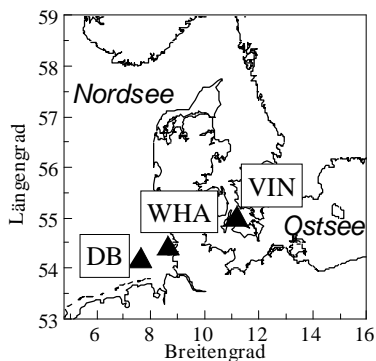 59
58
57
56
55
54
53
Längengrad
Nordsee
VIN
WHA
DB
Ostsee
6 8 10 12 14 16
Breitengrad